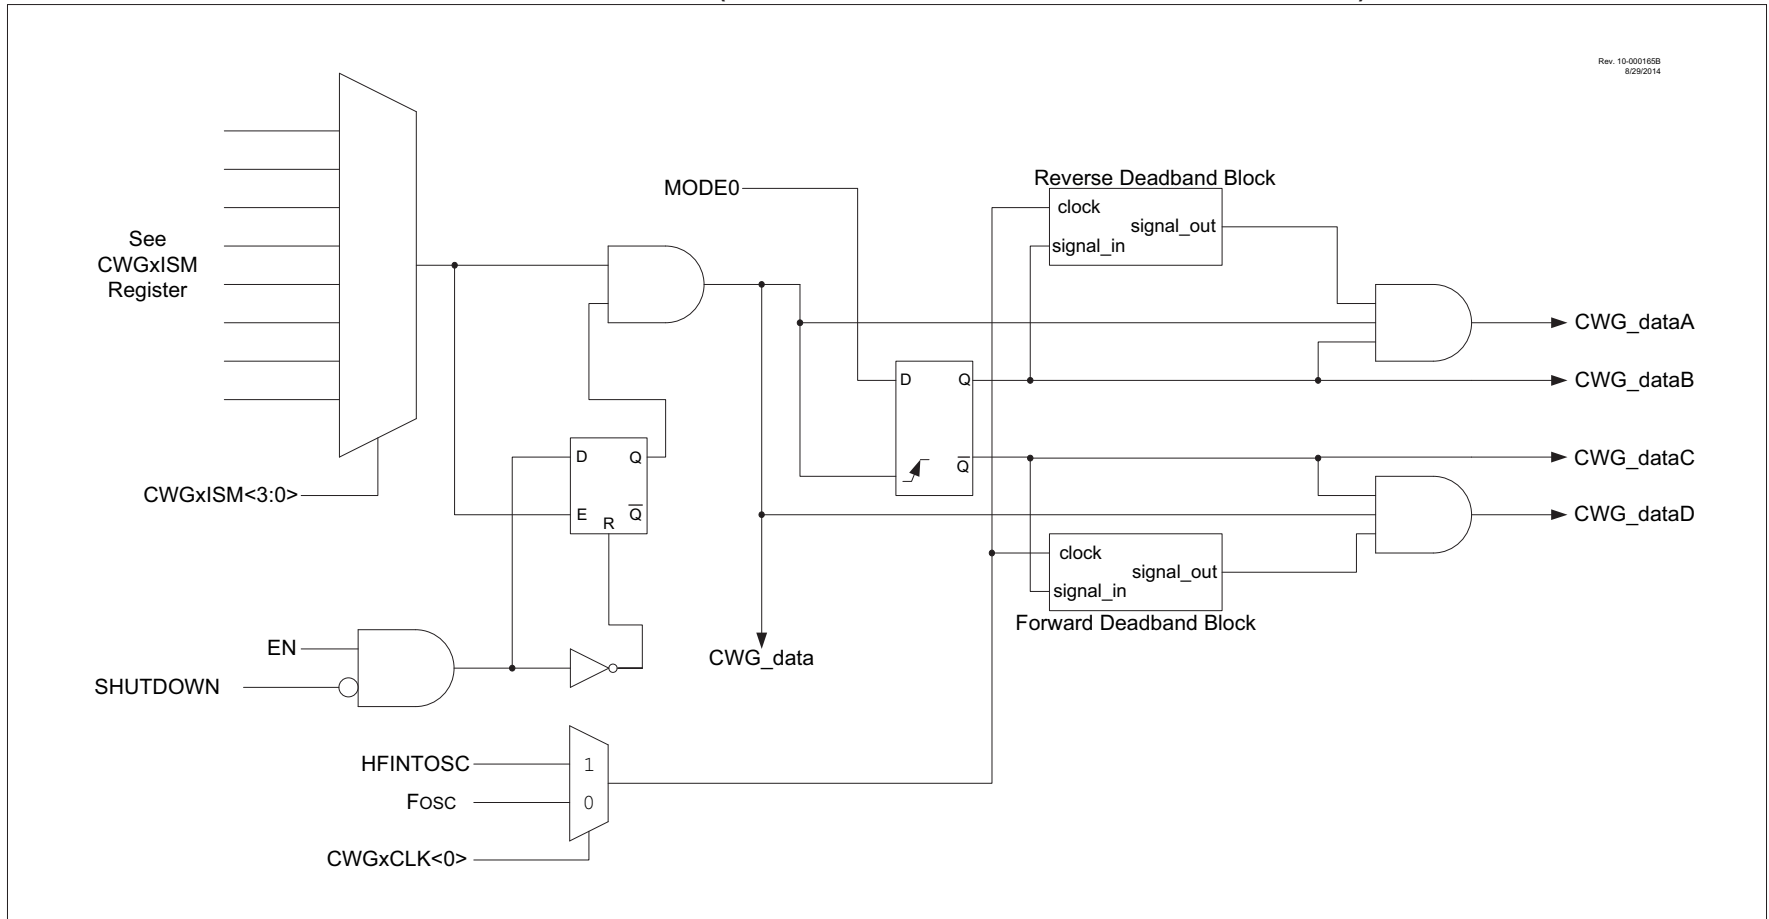 Rev. 10-000165B
8/29/2014
See
CWGxISM
Register
CWGxISM<3:0>
MODE0
Reverse Deadband Block
clock
signal_out
signal_in
D
Q
Q
CWG_dataA
CWG_dataB
CWG_dataC
CWG_dataD
D
Q
E
R
Q
clock
signal_out
signal_in
Forward Deadband Block
EN
SHUTDOWN
CWG_data
HFINTOSC
1
FOSC
0
CWGxCLK<0>